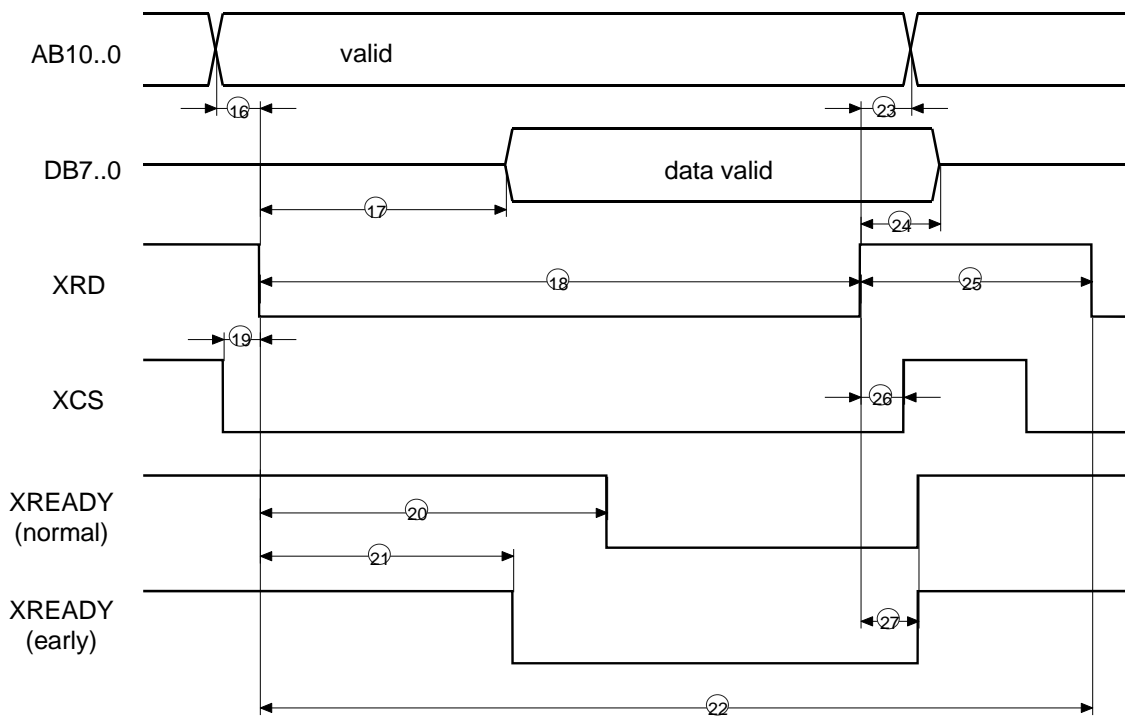 AB10..0
valid
16
23
DB7..0
data valid
17
24
XRD
18
25
19
XCS
26
XREADY
(normal)
20
21
XREADY
(early)
27
22